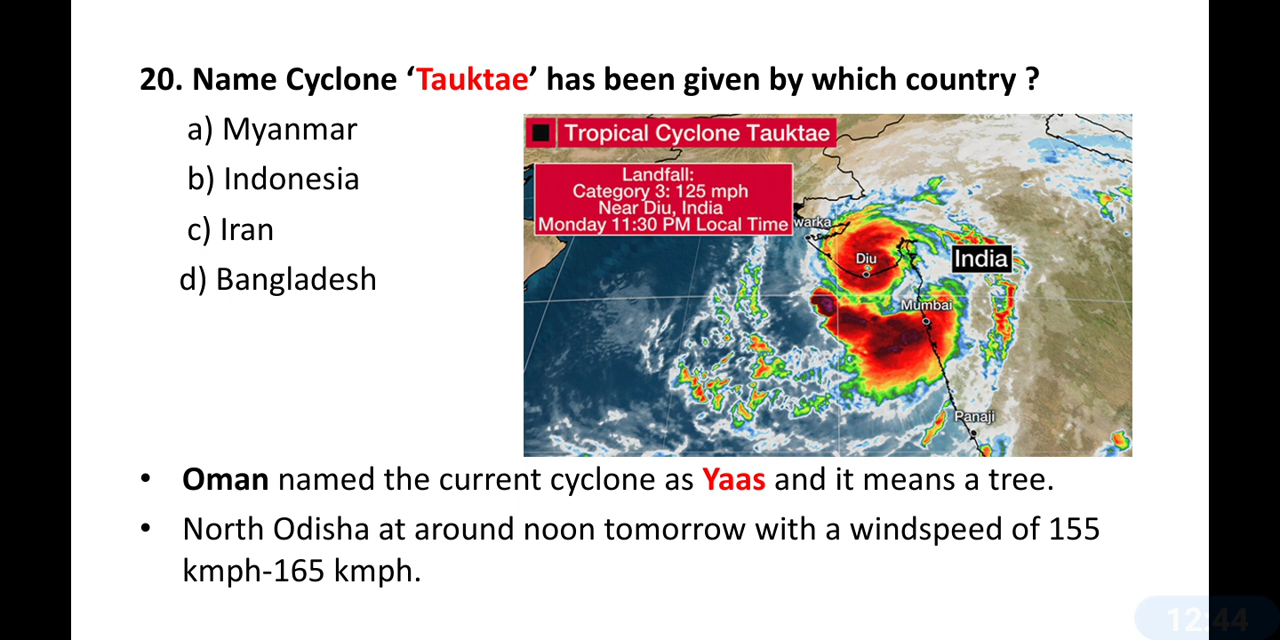 20. Name Cyclone ‘Tauktae’ has been given by which country ?
a) Myanmar
b) Indonesia
c) Iran
d) Bangladesh
Tropical Cyclone Tauktae
Landfall:
Category 3: 125 mph
Near Diu, India
Monday 11:30 PM Local Time
warka
Diu
India
Mumbai
Panaji
• Oman named the current cyclone as Yaas and it means a tree.
• North Odisha at around noon tomorrow with a windspeed of 155
kmph-165 kmph.
12:44